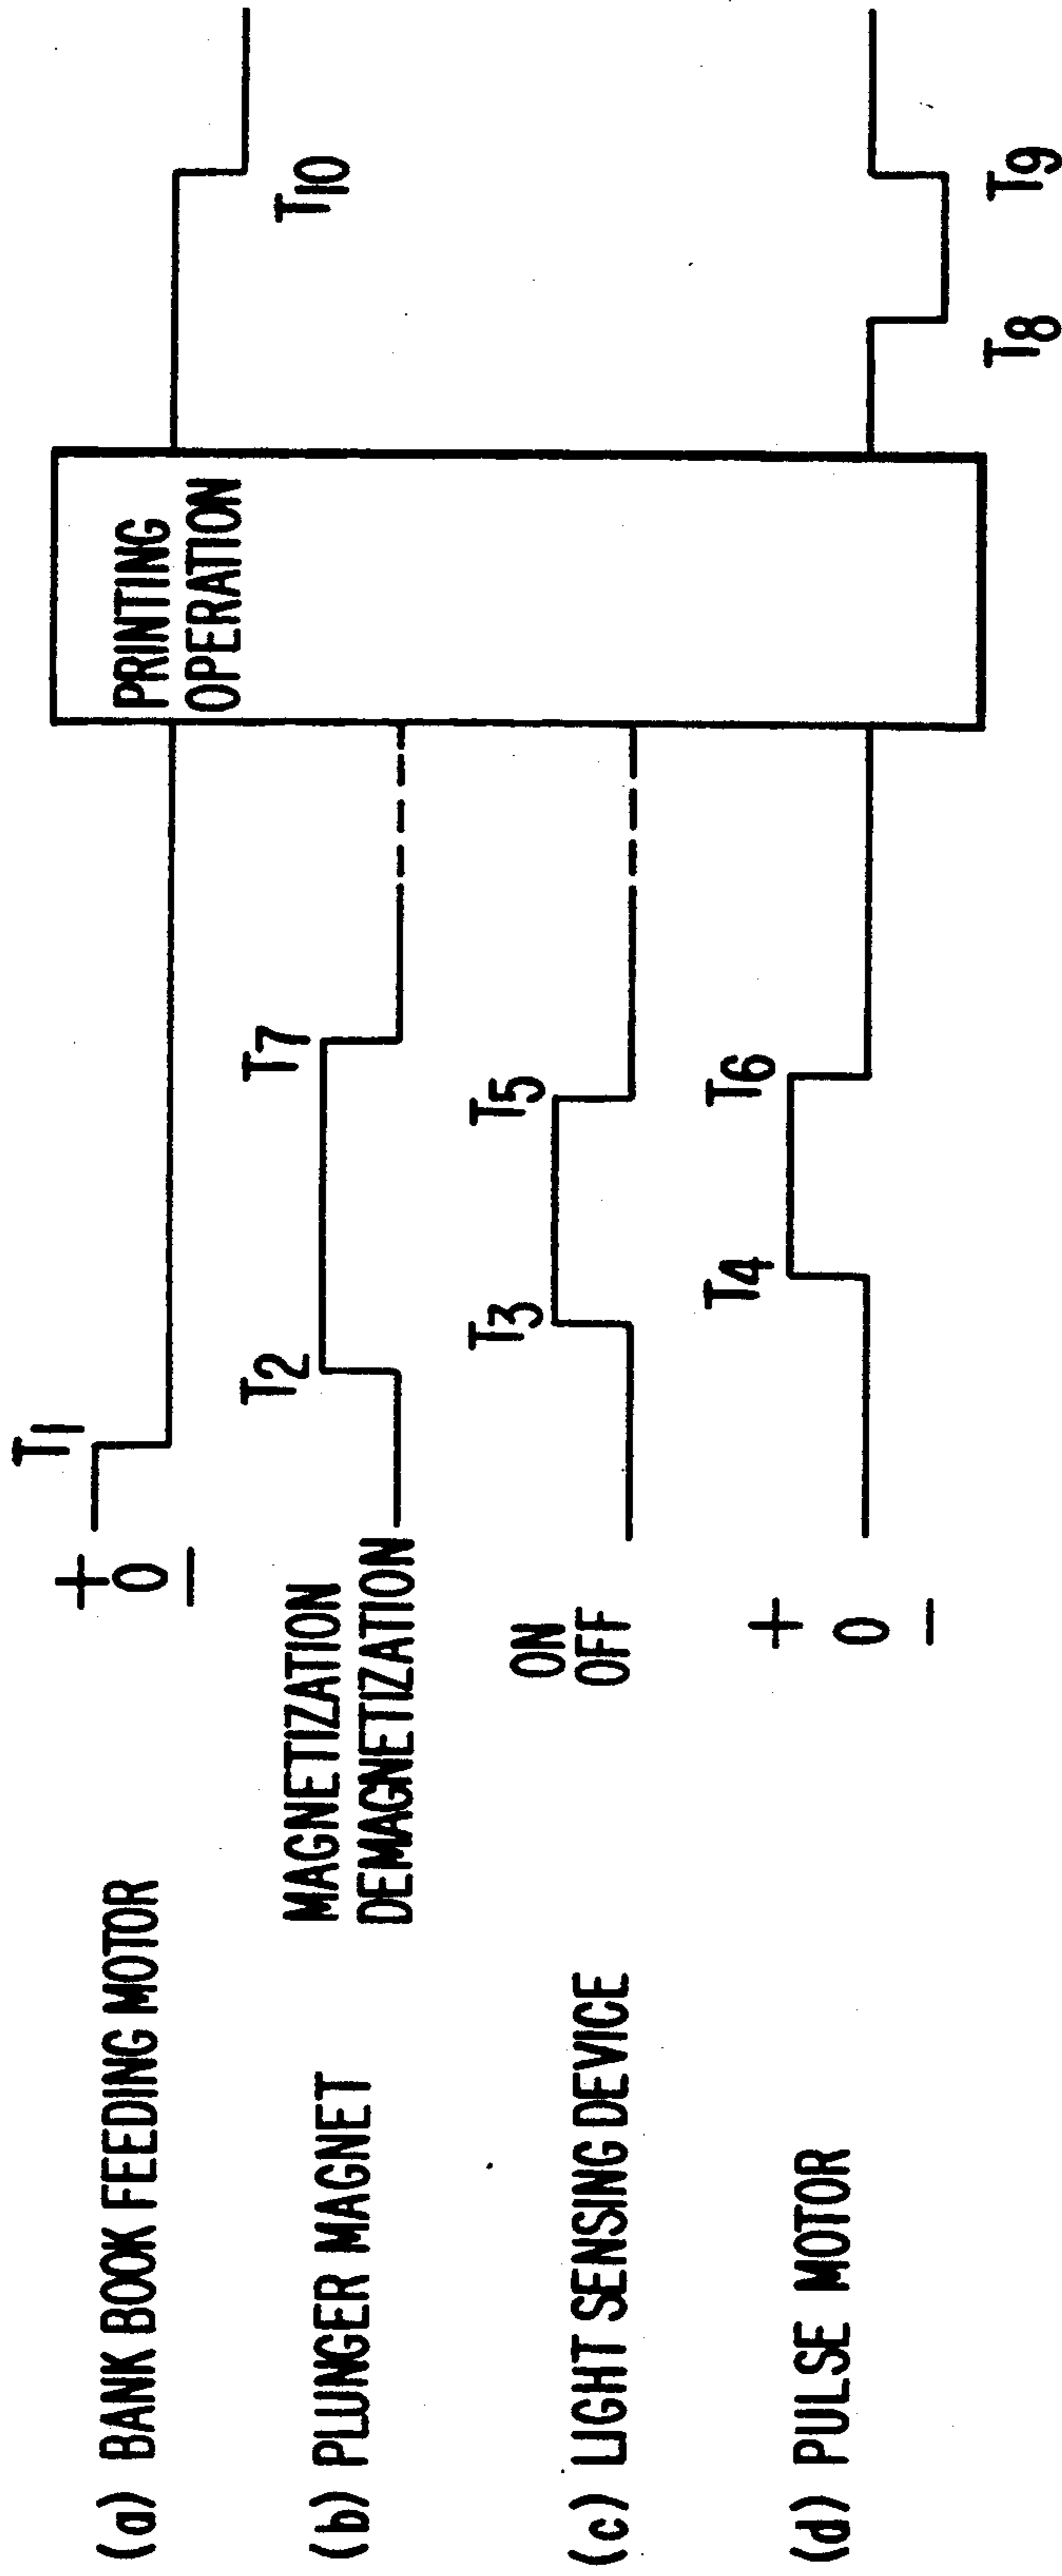 (a) BANK BOOK FEEDING MOTOR
+
0
−
T1
PRINTING
OPERATION
T10
(b) PLUNGER MAGNET
MAGNETIZATION
DEMAGNETIZATION
T2
T7
(c) LIGHT SENSING DEVICE
ON
OFF
T3
T5
(d) PULSE MOTOR
+
0
−
T4
T6
T8
T9